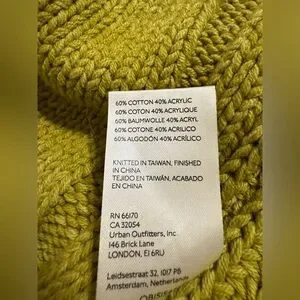 60% COTTON 40% ACRYLIC
60% COTON 40% ACRYLIQUE
60% BAUMWOLLE 40% ACRYL
60% COTONE 40% ACRILICO
60% ALGODÓN 40% ACRÍLICO
KNITTED IN TAIWAN, FINISHED
IN CHINA
TEJIDO EN TAIWÁN, ACABADO
EN CHINA
RN 66170
CA 32054
Urban Outfitters, Inc
146 Brick Lane
LONDON, E1 6RU
Leidsestraat 32, 1017 PB
Amsterdam, Netherlands